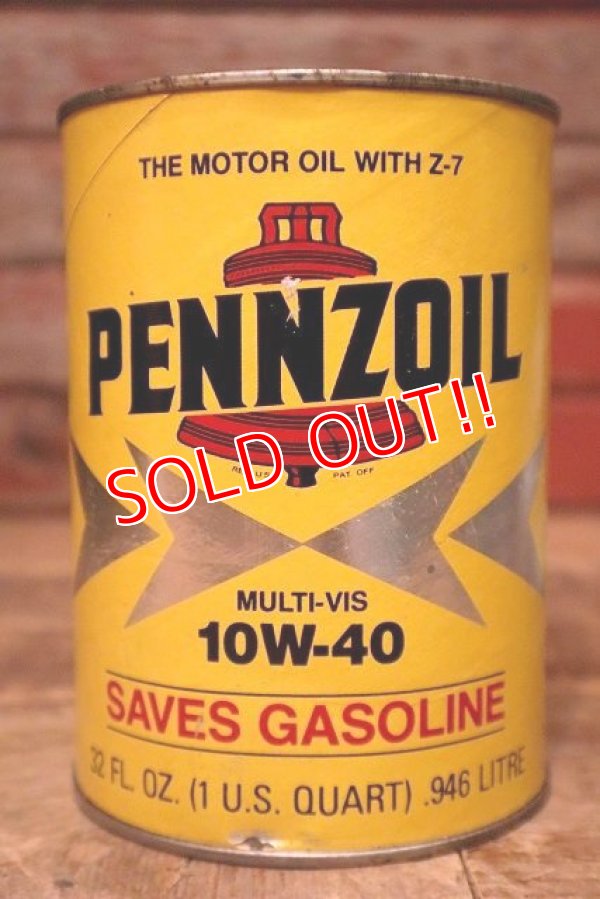 THE MOTOR OIL WITH Z-7
PENNZOIL
SOLD OUT!!
PAT OFF
MULTI-VIS
10W-40
SAVES GASOLINE
32 FL. OZ. (1 U.S. QUART) .946 LITRE